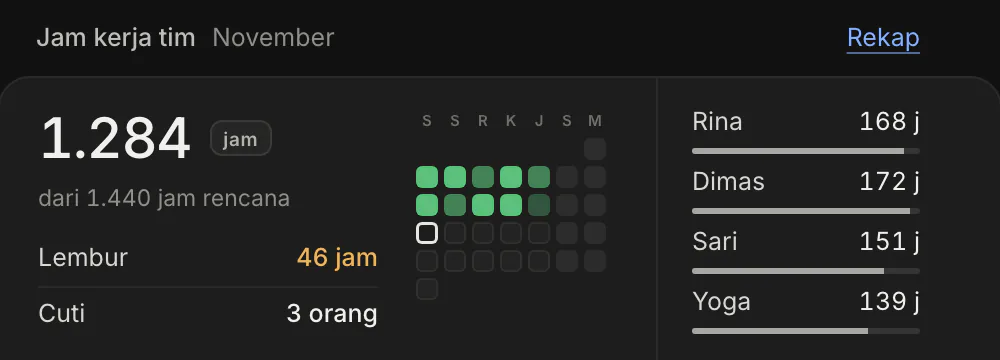 Jam kerja tim November
Rekap
1.284 jam
dari 1.440 jam rencana
Lembur 46 jam
Cuti 3 orang
S S R K J S M
Rina 168 j
Dimas 172 j
Sari 151 j
Yoga 139 j